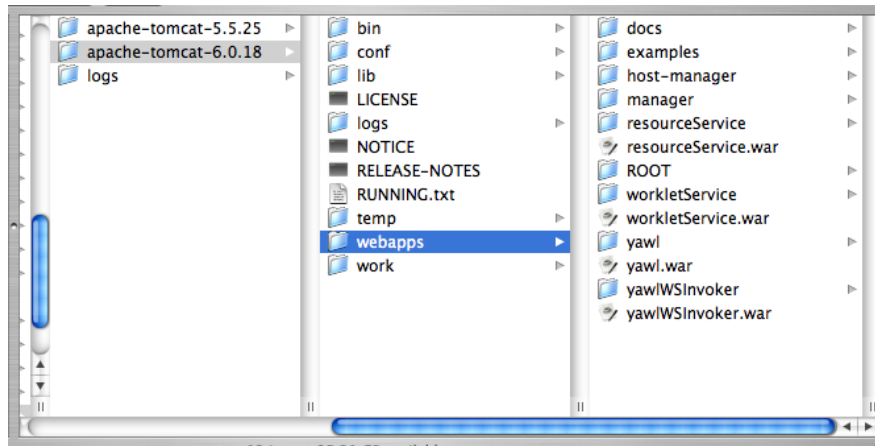 apache-tomcat-5.5.25
apache-tomcat-6.0.18
logs
bin
conf
lib
LICENSE
logs
NOTICE
RELEASE-NOTES
RUNNING.txt
temp
webapps
work
docs
examples
host-manager
manager
resourceService
resourceService.war
ROOT
workletService
workletService.war
yawl
yawl.war
yawlWSInvoker
yawlWSInvoker.war